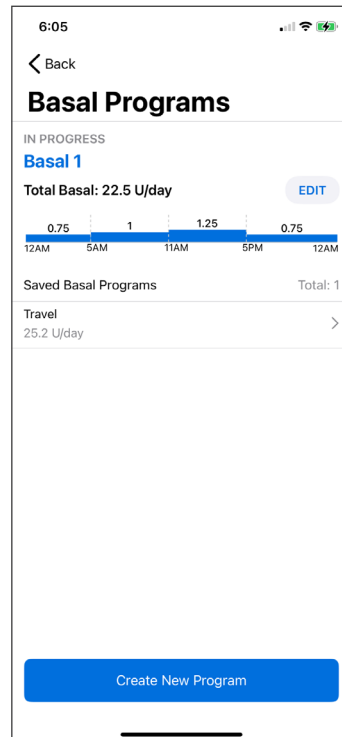 6:05
Back
Basal Programs
IN PROGRESS
Basal 1
Total Basal: 22.5 U/day EDIT
0.75 1 1.25 0.75
12AM 5AM 11AM 5PM 12AM
Saved Basal Programs Total: 1
Travel
25.2 U/day
Create New Program